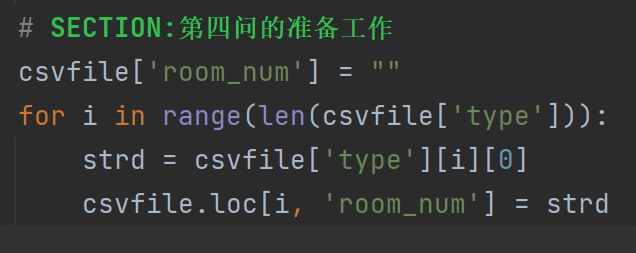 # SECTION:第四问的准备工作
csvfile['room_num'] = ""
for i in range(len(csvfile['type'])):
    strd = csvfile['type'][i][0]
    csvfile.loc[i, 'room_num'] = strd